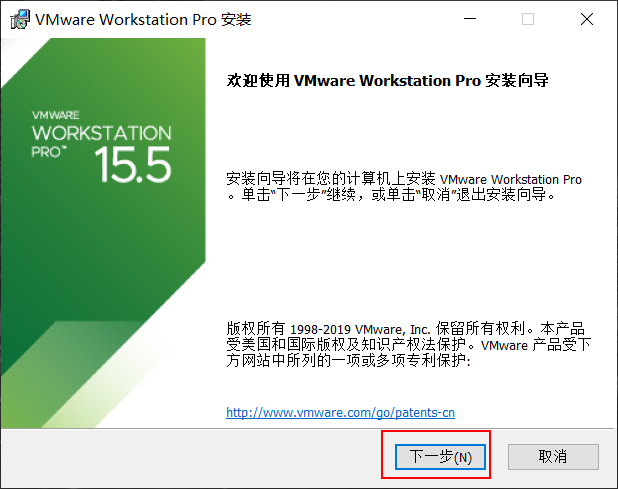 VMware Workstation Pro 安装
VMWARE
WORKSTATION
PRO™
15.5
欢迎使用 VMware Workstation Pro 安装向导
安装向导将在您的计算机上安装 VMware Workstation Pro
。单击“下一步”继续，或单击“取消”退出安装向导。
版权所有 1998-2019 VMware, Inc. 保留所有权利。本产品
受美国和国际版权及知识产权法保护。VMware 产品受下
方网站中所列的一项或多项专利保护:
http://www.vmware.com/go/patents-cn
下一步(N)
取消